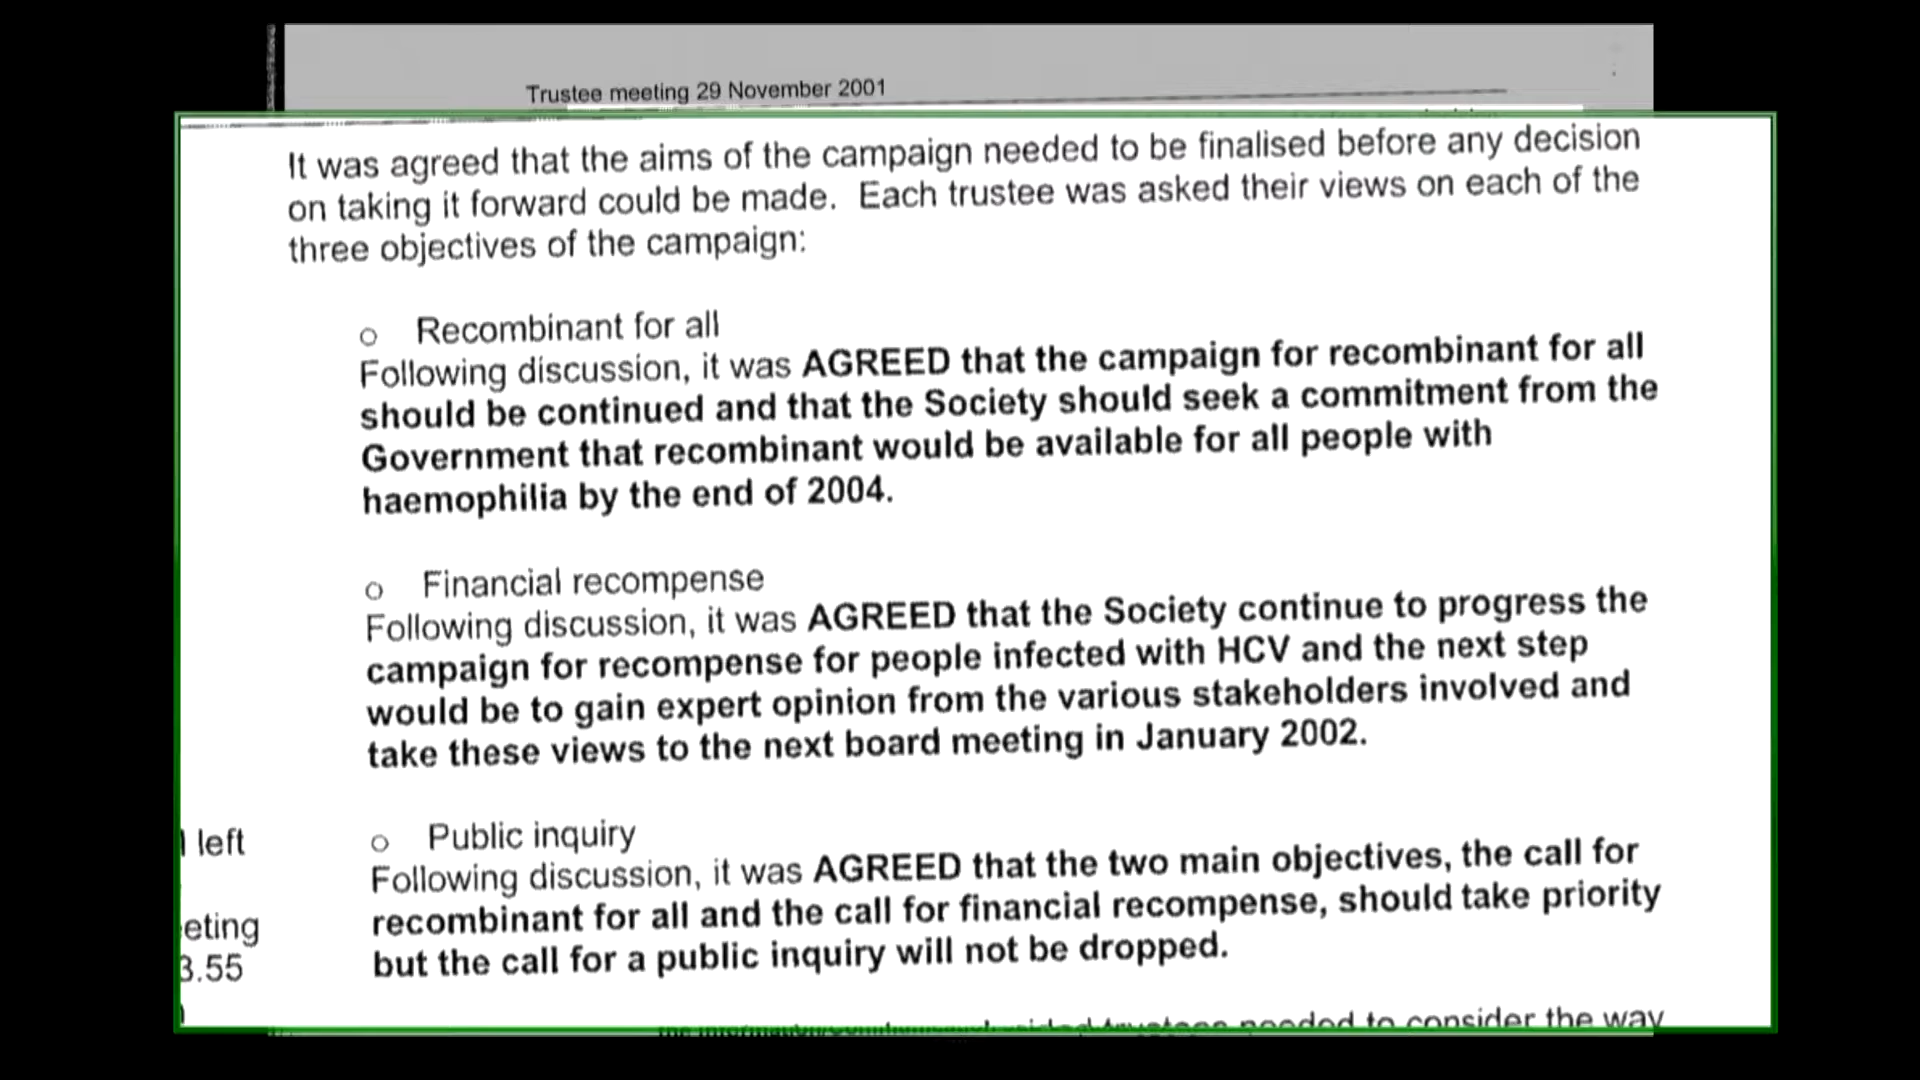 Trustee meeting 29 November 2001
It was agreed that the aims of the campaign needed to be finalised before any decision
on taking it forward could be made. Each trustee was asked their views on each of the
three objectives of the campaign:
o Recombinant for all
Following discussion, it was AGREED that the campaign for recombinant for all
should be continued and that the Society should seek a commitment from the
Government that recombinant would be available for all people with
haemophilia by the end of 2004.
o Financial recompense
Following discussion, it was AGREED that the Society continue to progress the
campaign for recompense for people infected with HCV and the next step
would be to gain expert opinion from the various stakeholders involved and
take these views to the next board meeting in January 2002.
left
o Public inquiry
Following discussion, it was AGREED that the two main objectives, the call for
eting
recombinant for all and the call for financial recompense, should take priority
3.55
but the call for a public inquiry will not be dropped.
needed to consider the way